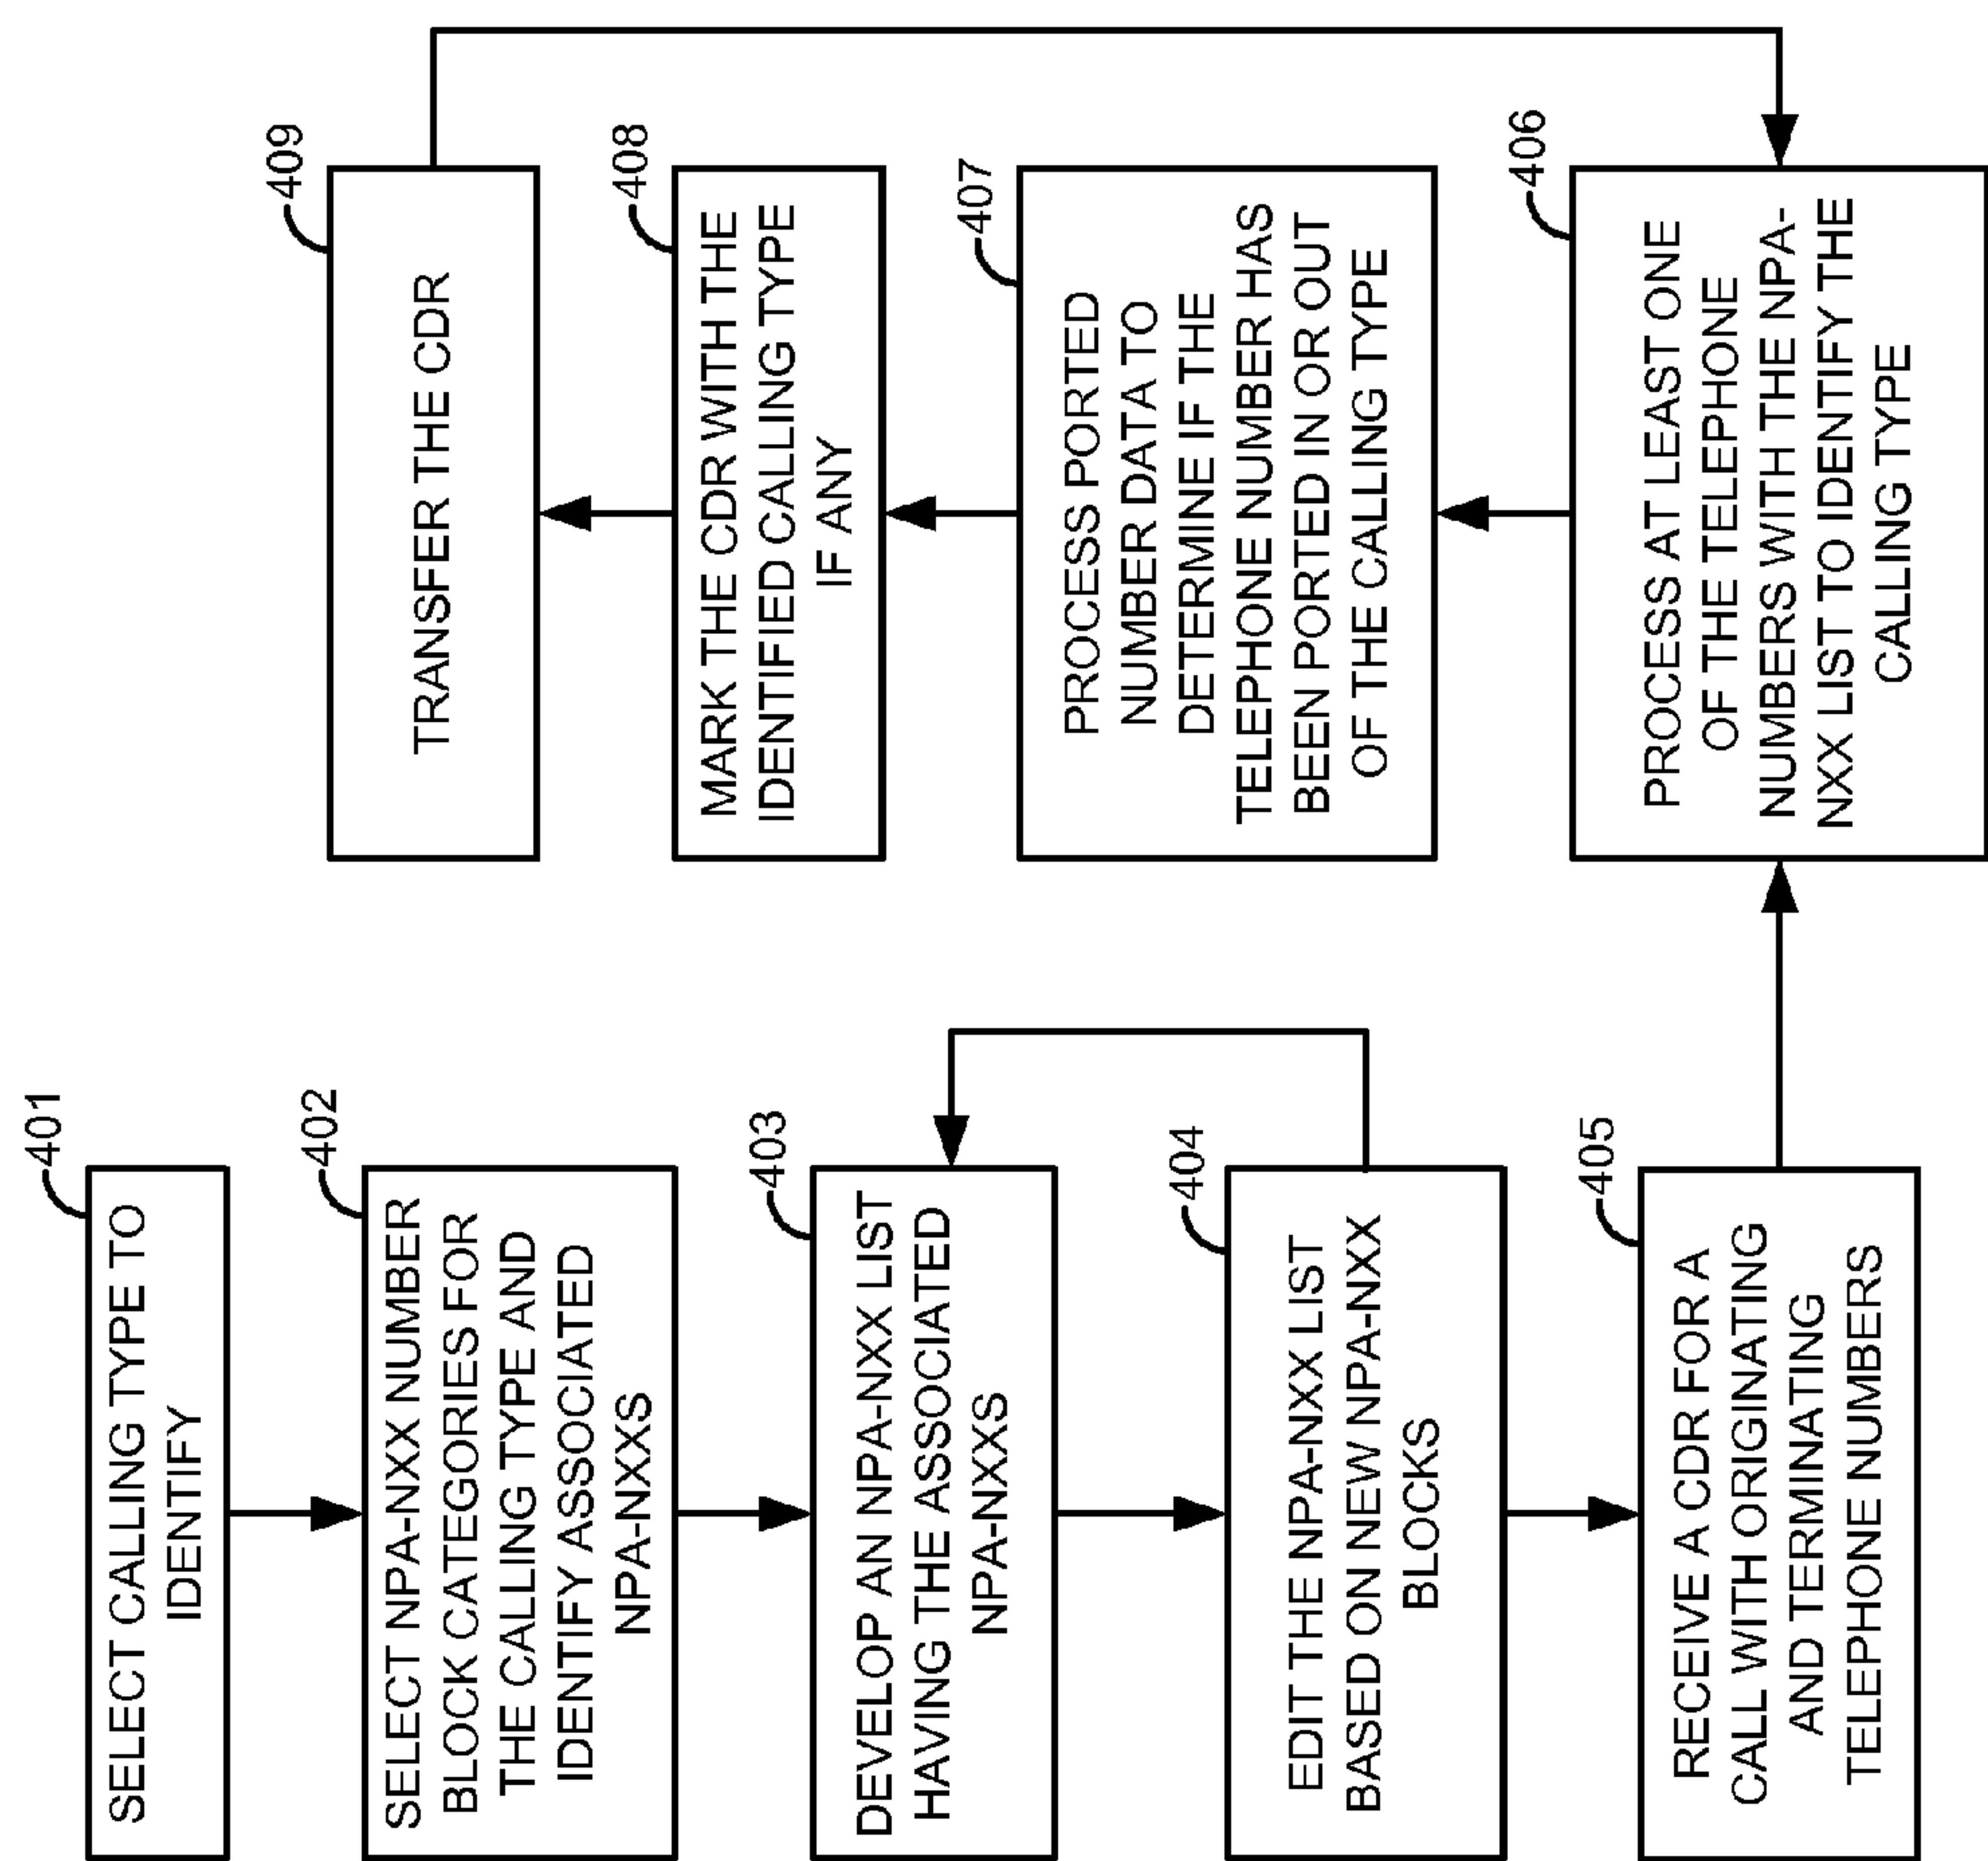 401
SELECT CALLING TYPE TO
IDENTIFY
402
SELECT NPA-NXX NUMBER
BLOCK CATEGORIES FOR
THE CALLING TYPE AND
IDENTIFY ASSOCIATED
NPA-NXXS
403
DEVELOP AN NPA-NXX LIST
HAVING THE ASSOCIATED
NPA-NXXS
404
EDIT THE NPA-NXX LIST
BASED ON NEW NPA-NXX
BLOCKS
405
RECEIVE A CDR FOR A
CALL WITH ORIGINATING
AND TERMINATING
TELEPHONE NUMBERS
406
PROCESS AT LEAST ONE
OF THE TELEPHONE
NUMBERS WITH THE NPA-
NXX LIST TO IDENTIFY THE
CALLING TYPE
407
PROCESS PORTED
NUMBER DATA TO
DETERMINE IF THE
TELEPHONE NUMBER HAS
BEEN PORTED IN OR OUT
OF THE CALLING TYPE
408
MARK THE CDR WITH THE
IDENTIFIED CALLING TYPE
IF ANY
409
TRANSFER THE CDR